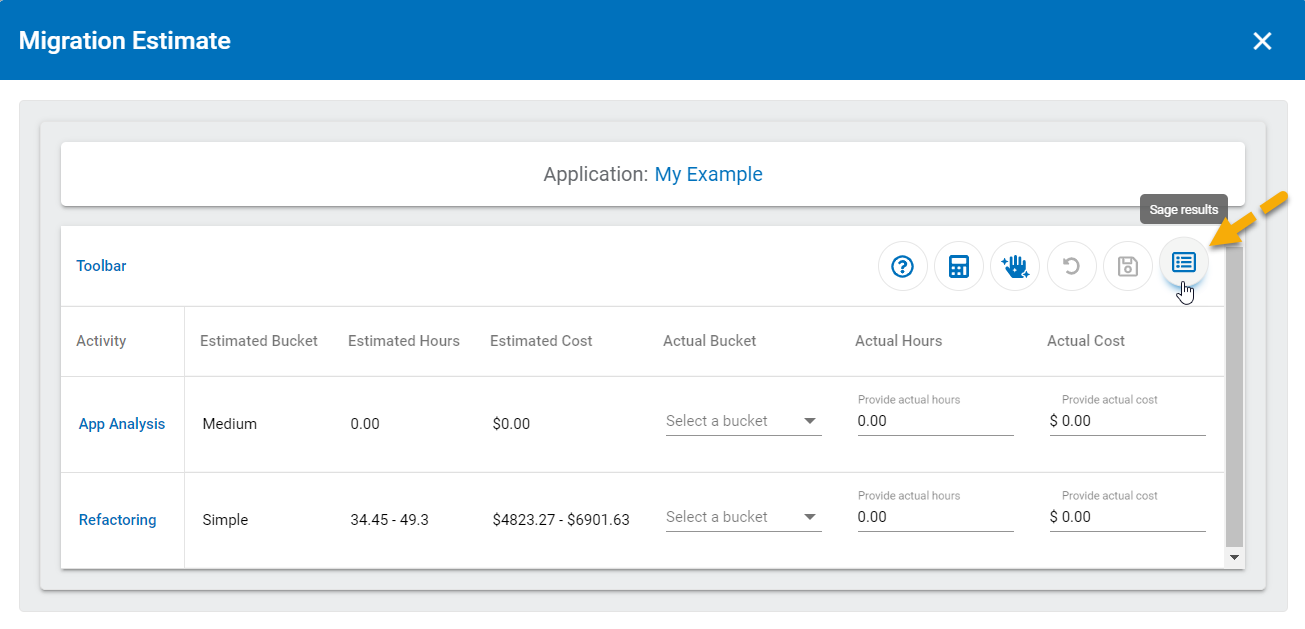 Migration Estimate
Application: My Example
Sage results
Toolbar
Activity Estimated Bucket Estimated Hours Estimated Cost Actual Bucket Actual Hours Actual Cost
Provide actual hours Provide actual cost
App Analysis Medium 0.00 $0.00 Select a bucket 0.00 $ 0.00
Provide actual hours Provide actual cost
Refactoring Simple 34.45 - 49.3 $4823.27 - $6901.63 Select a bucket 0.00 $ 0.00